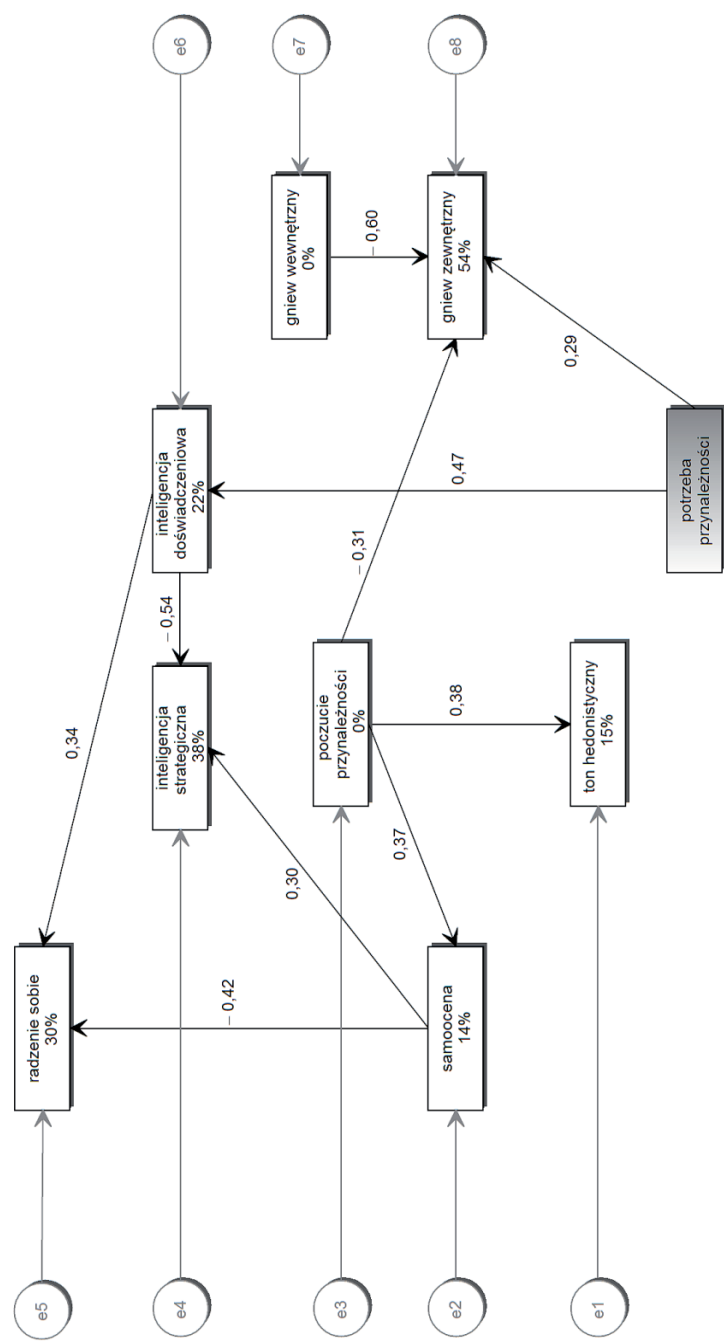 e5
radzenie sobie
30%
0,34
e4
inteligencja
strategiczna
38%
– 0,54
inteligencja
doświadczeniowa
22%
e6
– 0,42
0,30
e3
poczucie
przynależności
0%
gniew wewnętrzny
0%
e7
– 0,31
– 0,60
0,37
0,38
0,47
e2
samoocena
14%
gniew zewnętrzny
54%
e8
0,29
e1
ton hedonistyczny
15%
potrzeba
przynależności